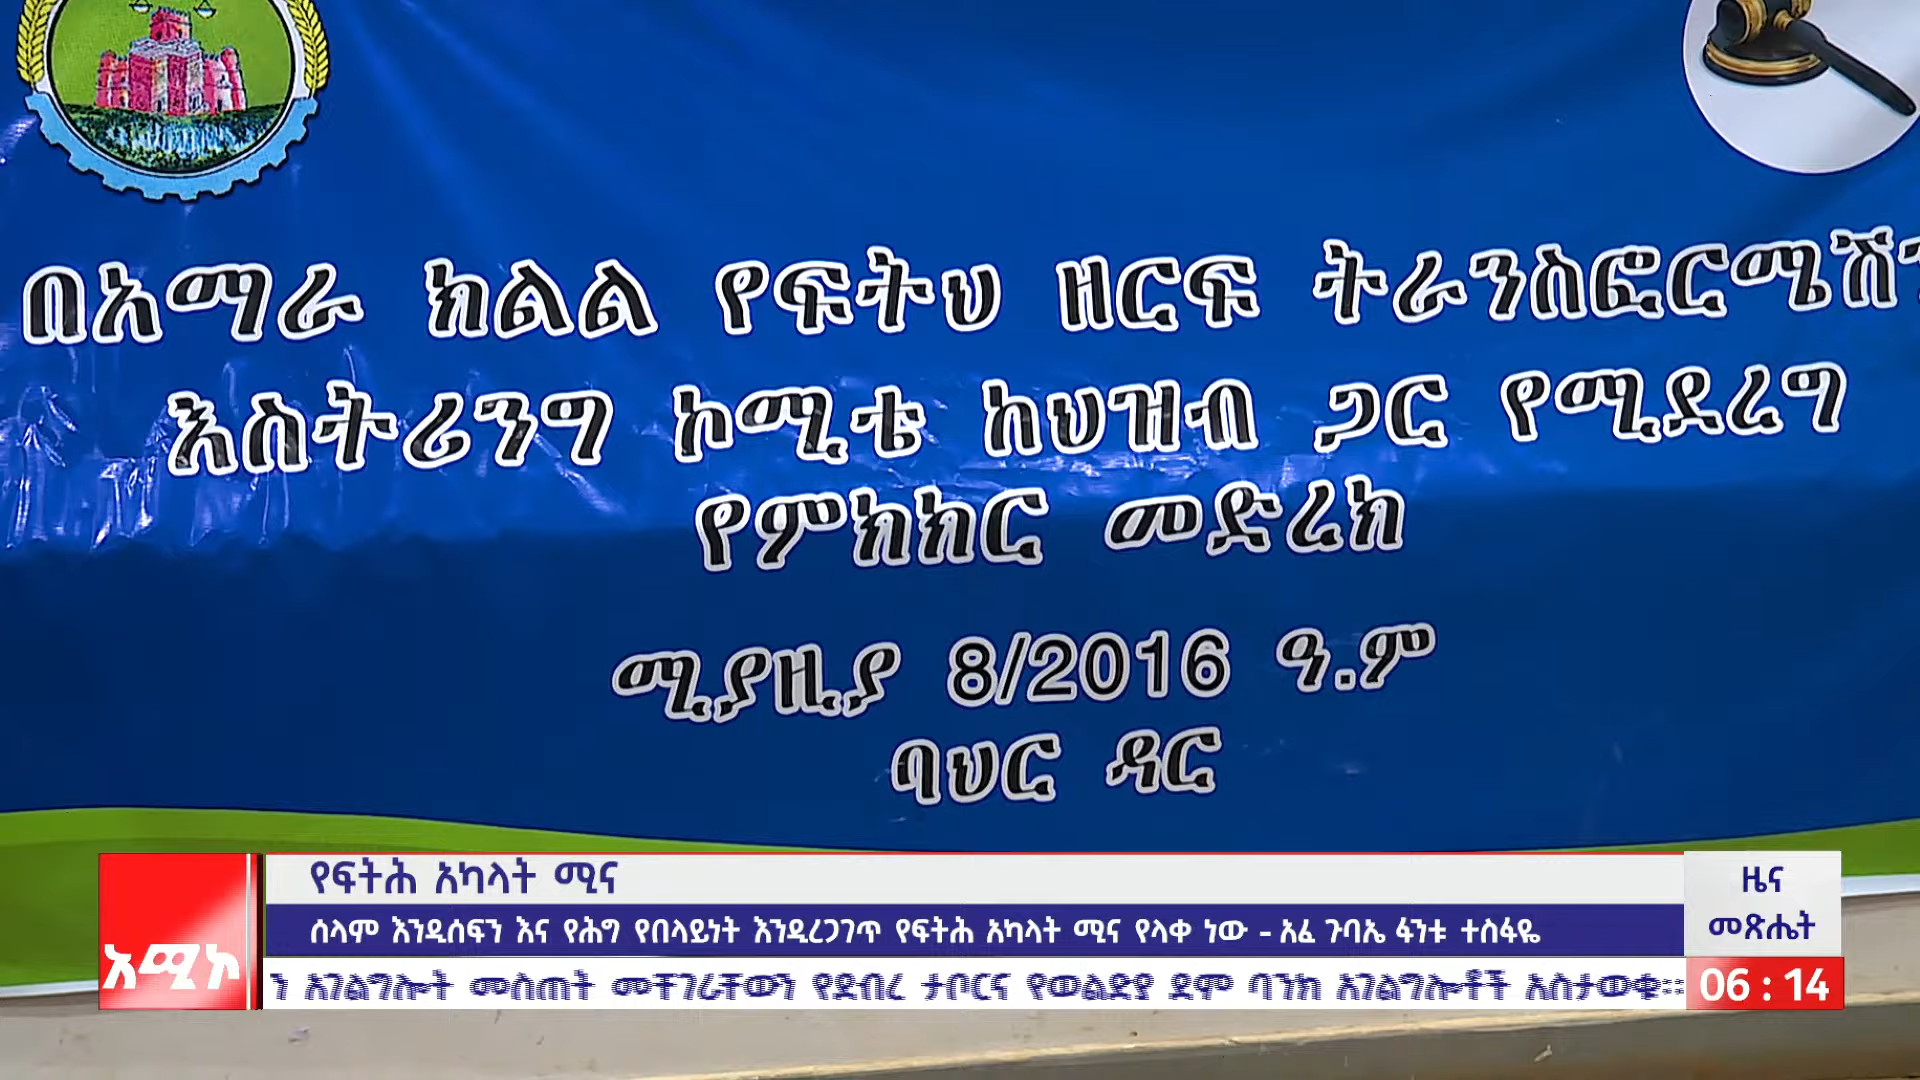 በአማራ ክልል የፍትህ ዘርፍ ትራንስፎርሜሽን
እስትሪንግ ኮሚቴ ከህዝብ ጋር የሚደረግ
የምክክር መድረክ
ሚያዚያ 8/2016 ዓ.ም
ባህር ዳር
የፍትሕ አካላት ሚና
ሰላም እንዲሰፍን እና የሕግ የበላይነት እንዲረጋገጥ የፍትሕ አካላት ሚና የላቀ ነው - አፈ ጉባኤ ፋንቱ ተስፋዬ
ዜና
መጽሔት
አሚኮ
ን አገልግሎት መስጠት መቸገራቸውን የደብረ ታቦርና የወልድያ ደም ባንክ አገልግሎቶች አስታወቁ፡፡
06 : 14